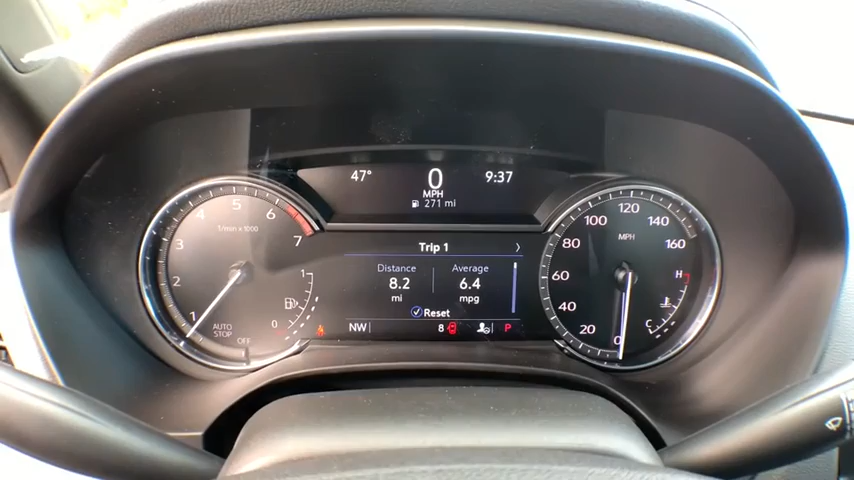 47° 0 9:37
MPH
271 mi
Trip 1
Distance Average
8.2 6.4
mi mpg
Reset
NW 8 P
1 2 3 4 5 6 7
1/min x 1000
AUTO
STOP
OFF
1
0
0 20 40 60 80 100 120 140 160
MPH
H
C